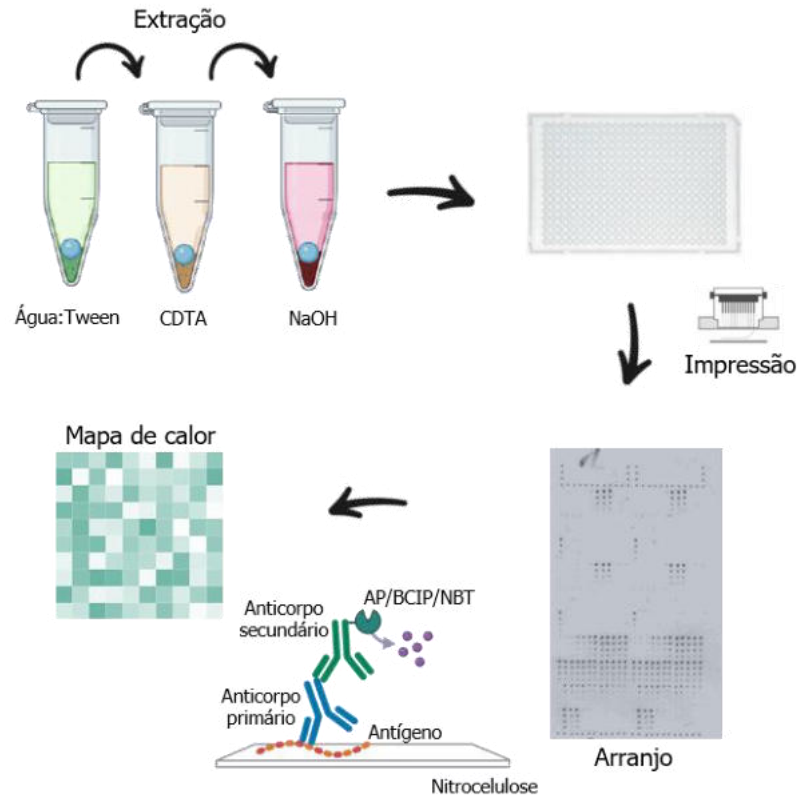 Extração
Água:Tween
CDTA
NaOH
Impressão
Mapa de calor
Anticorpo
secundário
AP/BCIP/NBT
Anticorpo
primário
Antígeno
Nitrocelulose
Arranjo